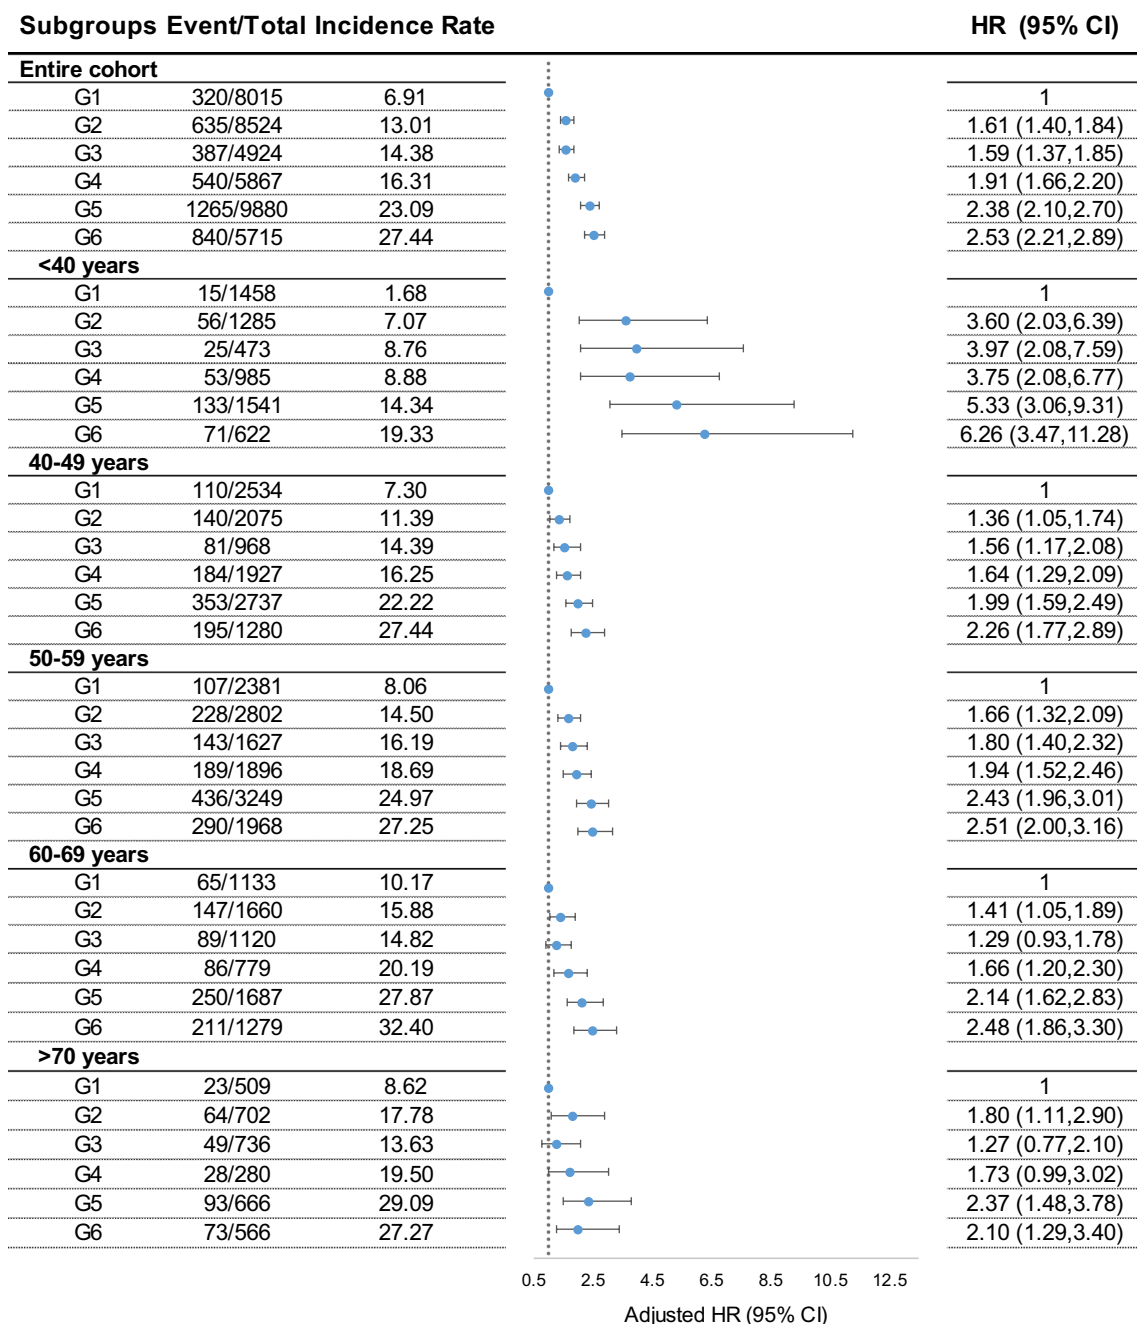 Subgroups Event/Total Incidence Rate HR (95% CI)
Entire cohort
G1 320/8015 6.91 1
G2 635/8524 13.01 1.61 (1.40,1.84)
G3 387/4924 14.38 1.59 (1.37,1.85)
G4 540/5867 16.31 1.91 (1.66,2.20)
G5 1265/9880 23.09 2.38 (2.10,2.70)
G6 840/5715 27.44 2.53 (2.21,2.89)
<40 years
G1 15/1458 1.68 1
G2 56/1285 7.07 3.60 (2.03,6.39)
G3 25/473 8.76 3.97 (2.08,7.59)
G4 53/985 8.88 3.75 (2.08,6.77)
G5 133/1541 14.34 5.33 (3.06,9.31)
G6 71/622 19.33 6.26 (3.47,11.28)
40-49 years
G1 110/2534 7.30 1
G2 140/2075 11.39 1.36 (1.05,1.74)
G3 81/968 14.39 1.56 (1.17,2.08)
G4 184/1927 16.25 1.64 (1.29,2.09)
G5 353/2737 22.22 1.99 (1.59,2.49)
G6 195/1280 27.44 2.26 (1.77,2.89)
50-59 years
G1 107/2381 8.06 1
G2 228/2802 14.50 1.66 (1.32,2.09)
G3 143/1627 16.19 1.80 (1.40,2.32)
G4 189/1896 18.69 1.94 (1.52,2.46)
G5 436/3249 24.97 2.43 (1.96,3.01)
G6 290/1968 27.25 2.51 (2.00,3.16)
60-69 years
G1 65/1133 10.17 1
G2 147/1660 15.88 1.41 (1.05,1.89)
G3 89/1120 14.82 1.29 (0.93,1.78)
G4 86/779 20.19 1.66 (1.20,2.30)
G5 250/1687 27.87 2.14 (1.62,2.83)
G6 211/1279 32.40 2.48 (1.86,3.30)
>70 years
G1 23/509 8.62 1
G2 64/702 17.78 1.80 (1.11,2.90)
G3 49/736 13.63 1.27 (0.77,2.10)
G4 28/280 19.50 1.73 (0.99,3.02)
G5 93/666 29.09 2.37 (1.48,3.78)
G6 73/566 27.27 2.10 (1.29,3.40)
0.5 2.5 4.5 6.5 8.5 10.5 12.5
Adjusted HR (95% CI)